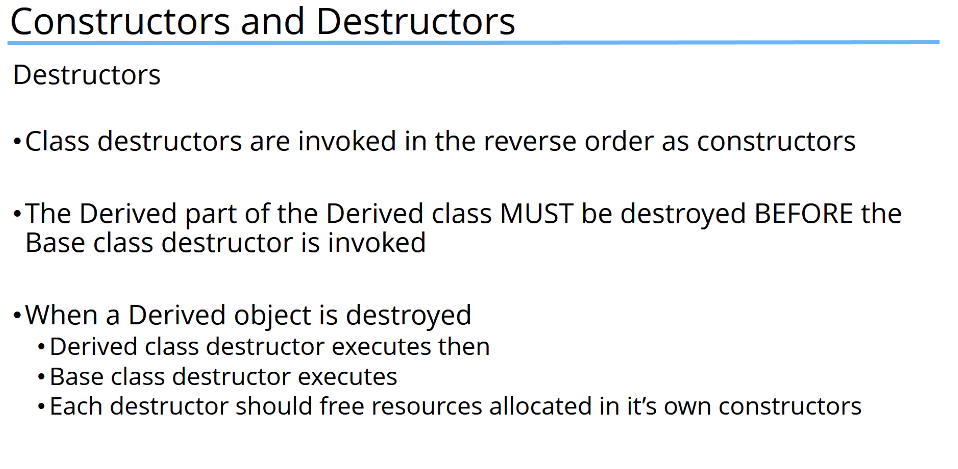 Constructors and Destructors
Destructors
•Class destructors are invoked in the reverse order as constructors
•The Derived part of the Derived class MUST be destroyed BEFORE the
Base class destructor is invoked
•When a Derived object is destroyed
•Derived class destructor executes then
•Base class destructor executes
•Each destructor should free resources allocated in it’s own constructors